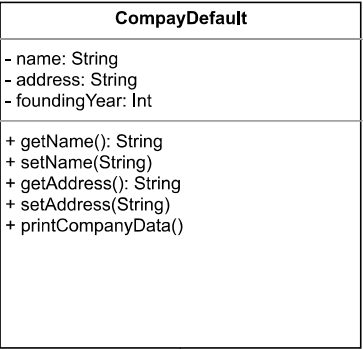 CompayDefault
- name: String
- address: String
- foundingYear: Int
+ getName(): String
+ setName(String)
+ getAddress(): String
+ setAddress(String)
+ printCompanyData()